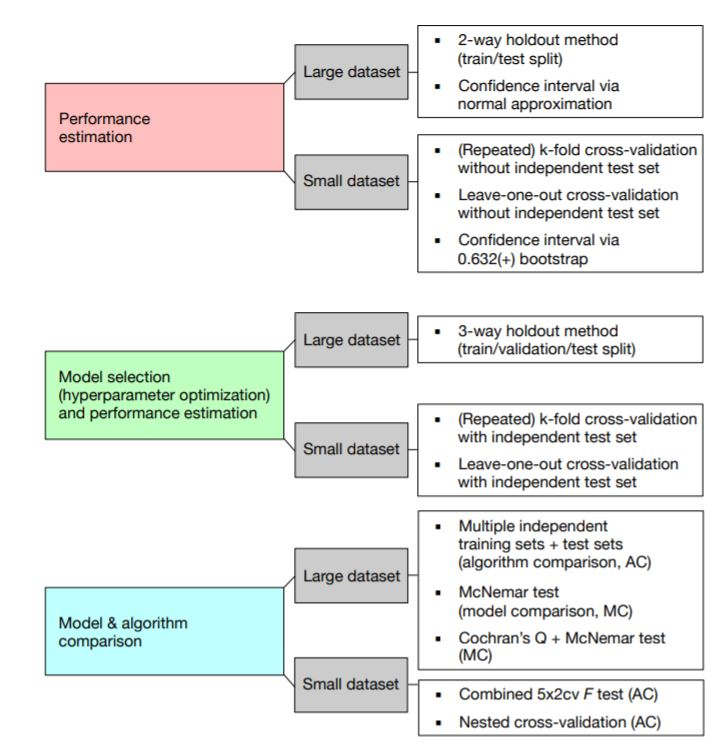 Performance
estimation
Large dataset
▪ 2-way holdout method
(train/test split)
▪ Confidence interval via
normal approximation
Small dataset
▪ (Repeated) k-fold cross-validation
without independent test set
▪ Leave-one-out cross-validation
without independent test set
▪ Confidence interval via
0.632(+) bootstrap
Model selection
(hyperparameter optimization)
and performance estimation
Large dataset
▪ 3-way holdout method
(train/validation/test split)
Small dataset
▪ (Repeated) k-fold cross-validation
with independent test set
▪ Leave-one-out cross-validation
with independent test set
Model & algorithm
comparison
Large dataset
▪ Multiple independent
training sets + test sets
(algorithm comparison, AC)
▪ McNemar test
(model comparison, MC)
▪ Cochran’s Q + McNemar test
(MC)
Small dataset
▪ Combined 5x2cv F test (AC)
▪ Nested cross-validation (AC)